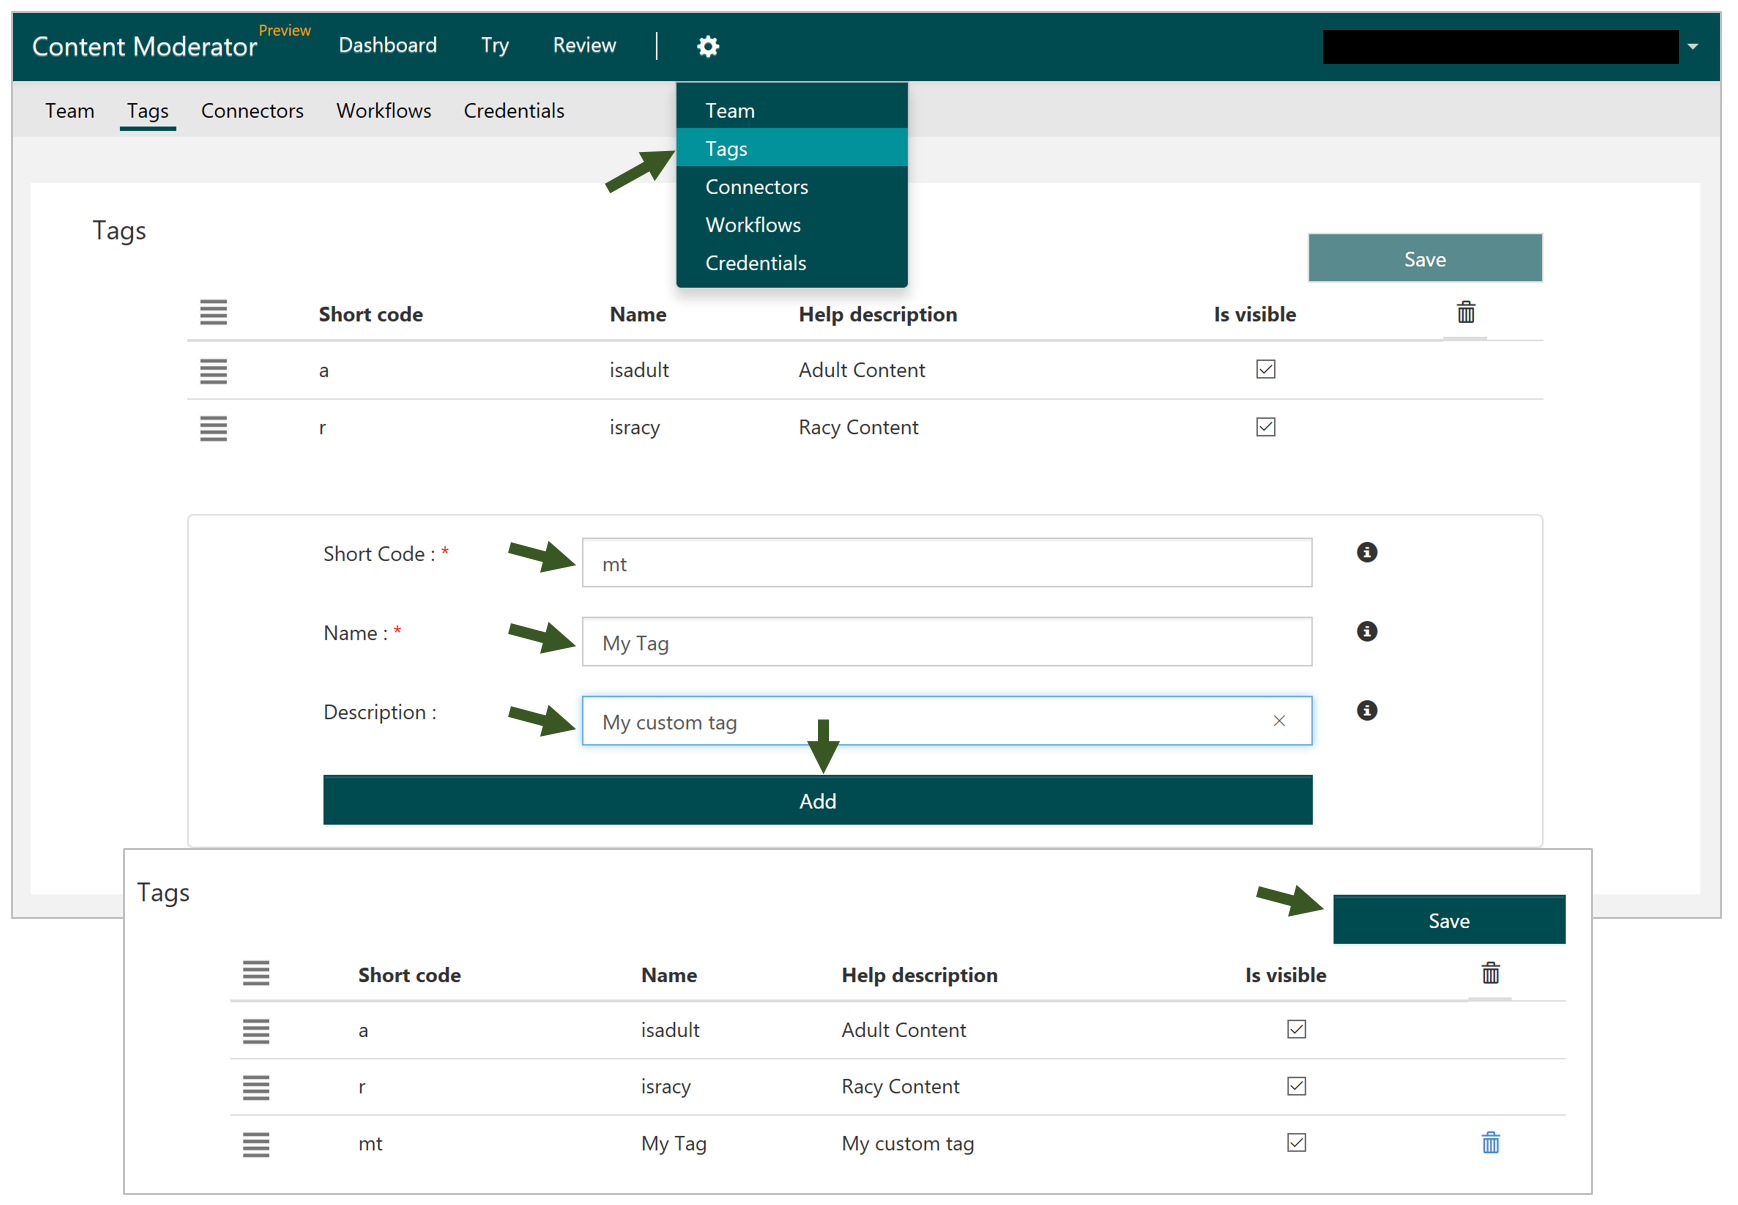 Content Moderator Preview Dashboard Try Review
Team Tags Connectors Workflows Credentials
Team
Tags
Connectors
Workflows
Credentials
Tags
Save
Short code Name Help description Is visible
a isadult Adult Content
r isracy Racy Content
Short Code : * mt
Name : * My Tag
Description : My custom tag
Add
Tags
Save
Short code Name Help description Is visible
a isadult Adult Content
r isracy Racy Content
mt My Tag My custom tag